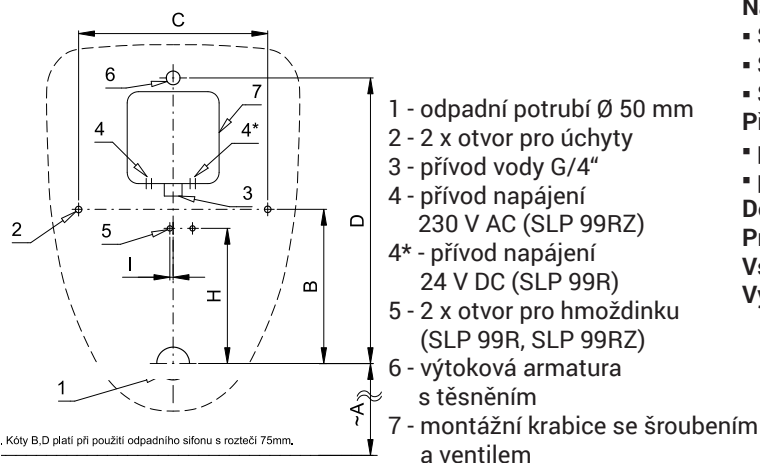 C
6
7
4
4*
3
2
5
I
H
B
D
1
~A
. Kóty B,D platí při použití odpadního sifonu s roztečí 75mm.
1 - odpadní potrubí Ø 50 mm
2 - 2 x otvor pro úchyty
3 - přívod vody G/4“
4 - přívod napájení
230 V AC (SLP 99RZ)
4* - přívod napájení
24 V DC (SLP 99R)
5 - 2 x otvor pro hmoždinku
(SLP 99R, SLP 99RZ)
6 - výtoková armatura
s těsněním
7 - montážní krabice se šroubením
a ventilem